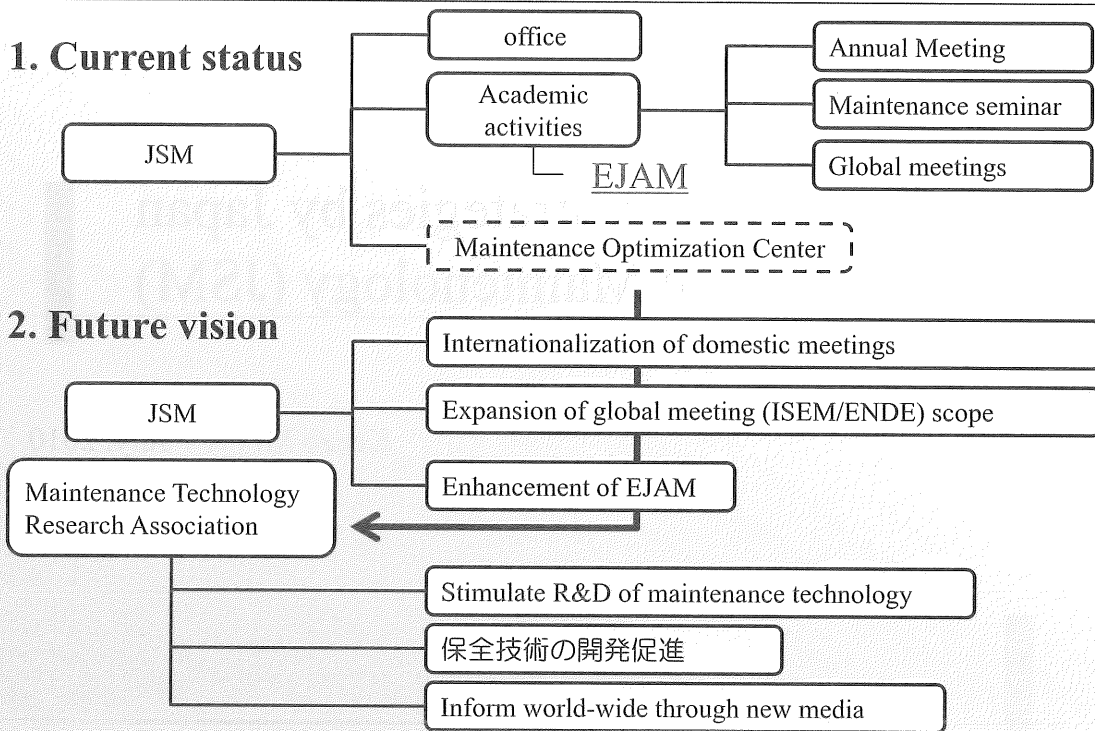 1. Current status
office
Academic
activities
EJAM
Annual Meeting
Maintenance seminar
Global meetings
JSM
Maintenance Optimization Center
2. Future vision
JSM
Internationalization of domestic meetings
Expansion of global meeting (ISEM/ENDE) scope
Enhancement of EJAM
Maintenance Technology
Research Association
Stimulate R&D of maintenance technology
保全技術の開発促進
Inform world-wide through new media